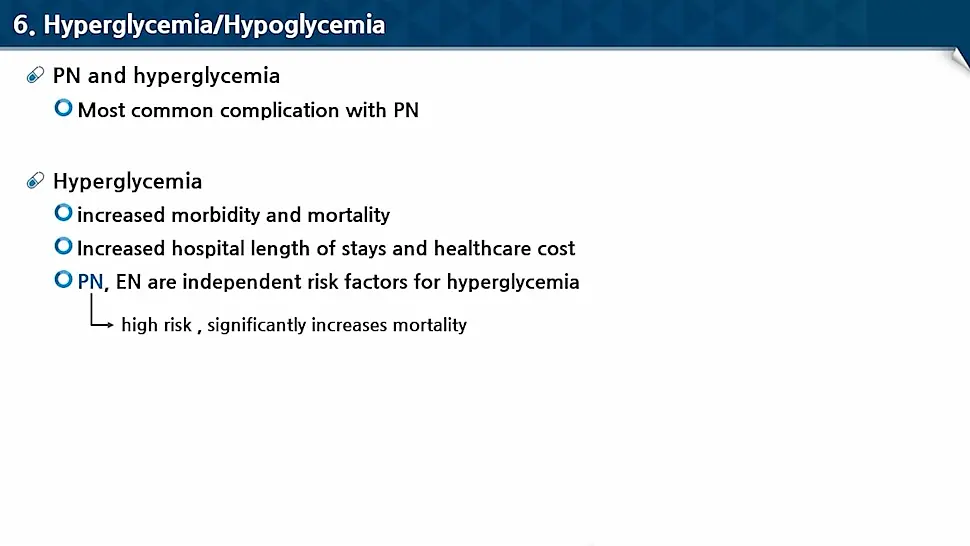 6. Hyperglycemia/Hypoglycemia
PN and hyperglycemia
Most common complication with PN
Hyperglycemia
increased morbidity and mortality
Increased hospital length of stays and healthcare cost
PN, EN are independent risk factors for hyperglycemia
high risk , significantly increases mortality